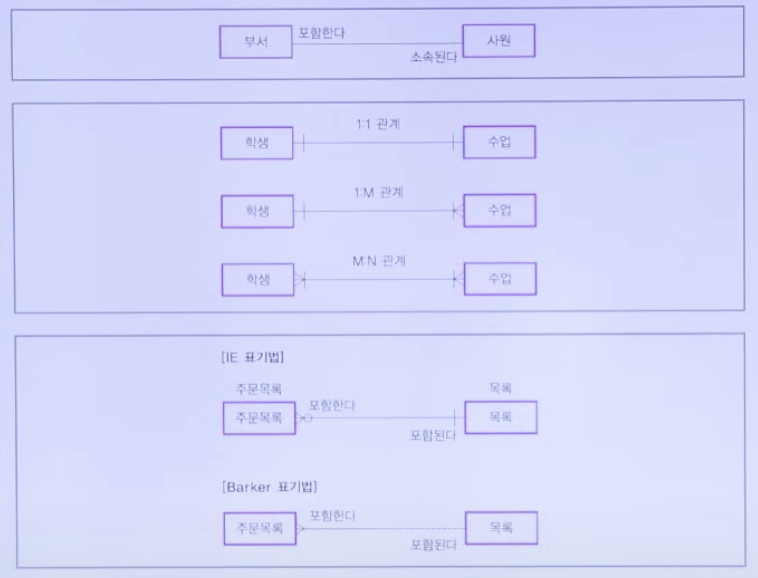 포함한다
부서
사원
소속된다
1:1 관계
학생
수업
1:M 관계
학생
수업
M:N 관계
학생
수업
[IE 표기법]
주문목록
목록
포함한다
주문목록
목록
포함된다
[Barker 표기법]
포함한다
주문목록
목록
포함된다